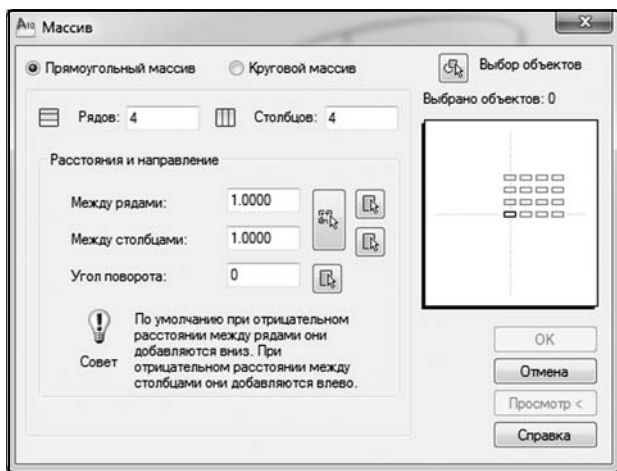 A10 Массив
Прямоугольный массив
Круговой массив
Выбор объектов
Выбрано объектов: 0
Рядов: 4
Столбцов: 4
Расстояния и направление
Между рядами: 1.0000
Между столбцами: 1.0000
Угол поворота: 0
Совет
По умолчанию при отрицательном
расстоянии между рядами они
добавляются вниз. При
отрицательном расстоянии между
столбцами они добавляются влево.
OK
Отмена
Просмотр <
Справка